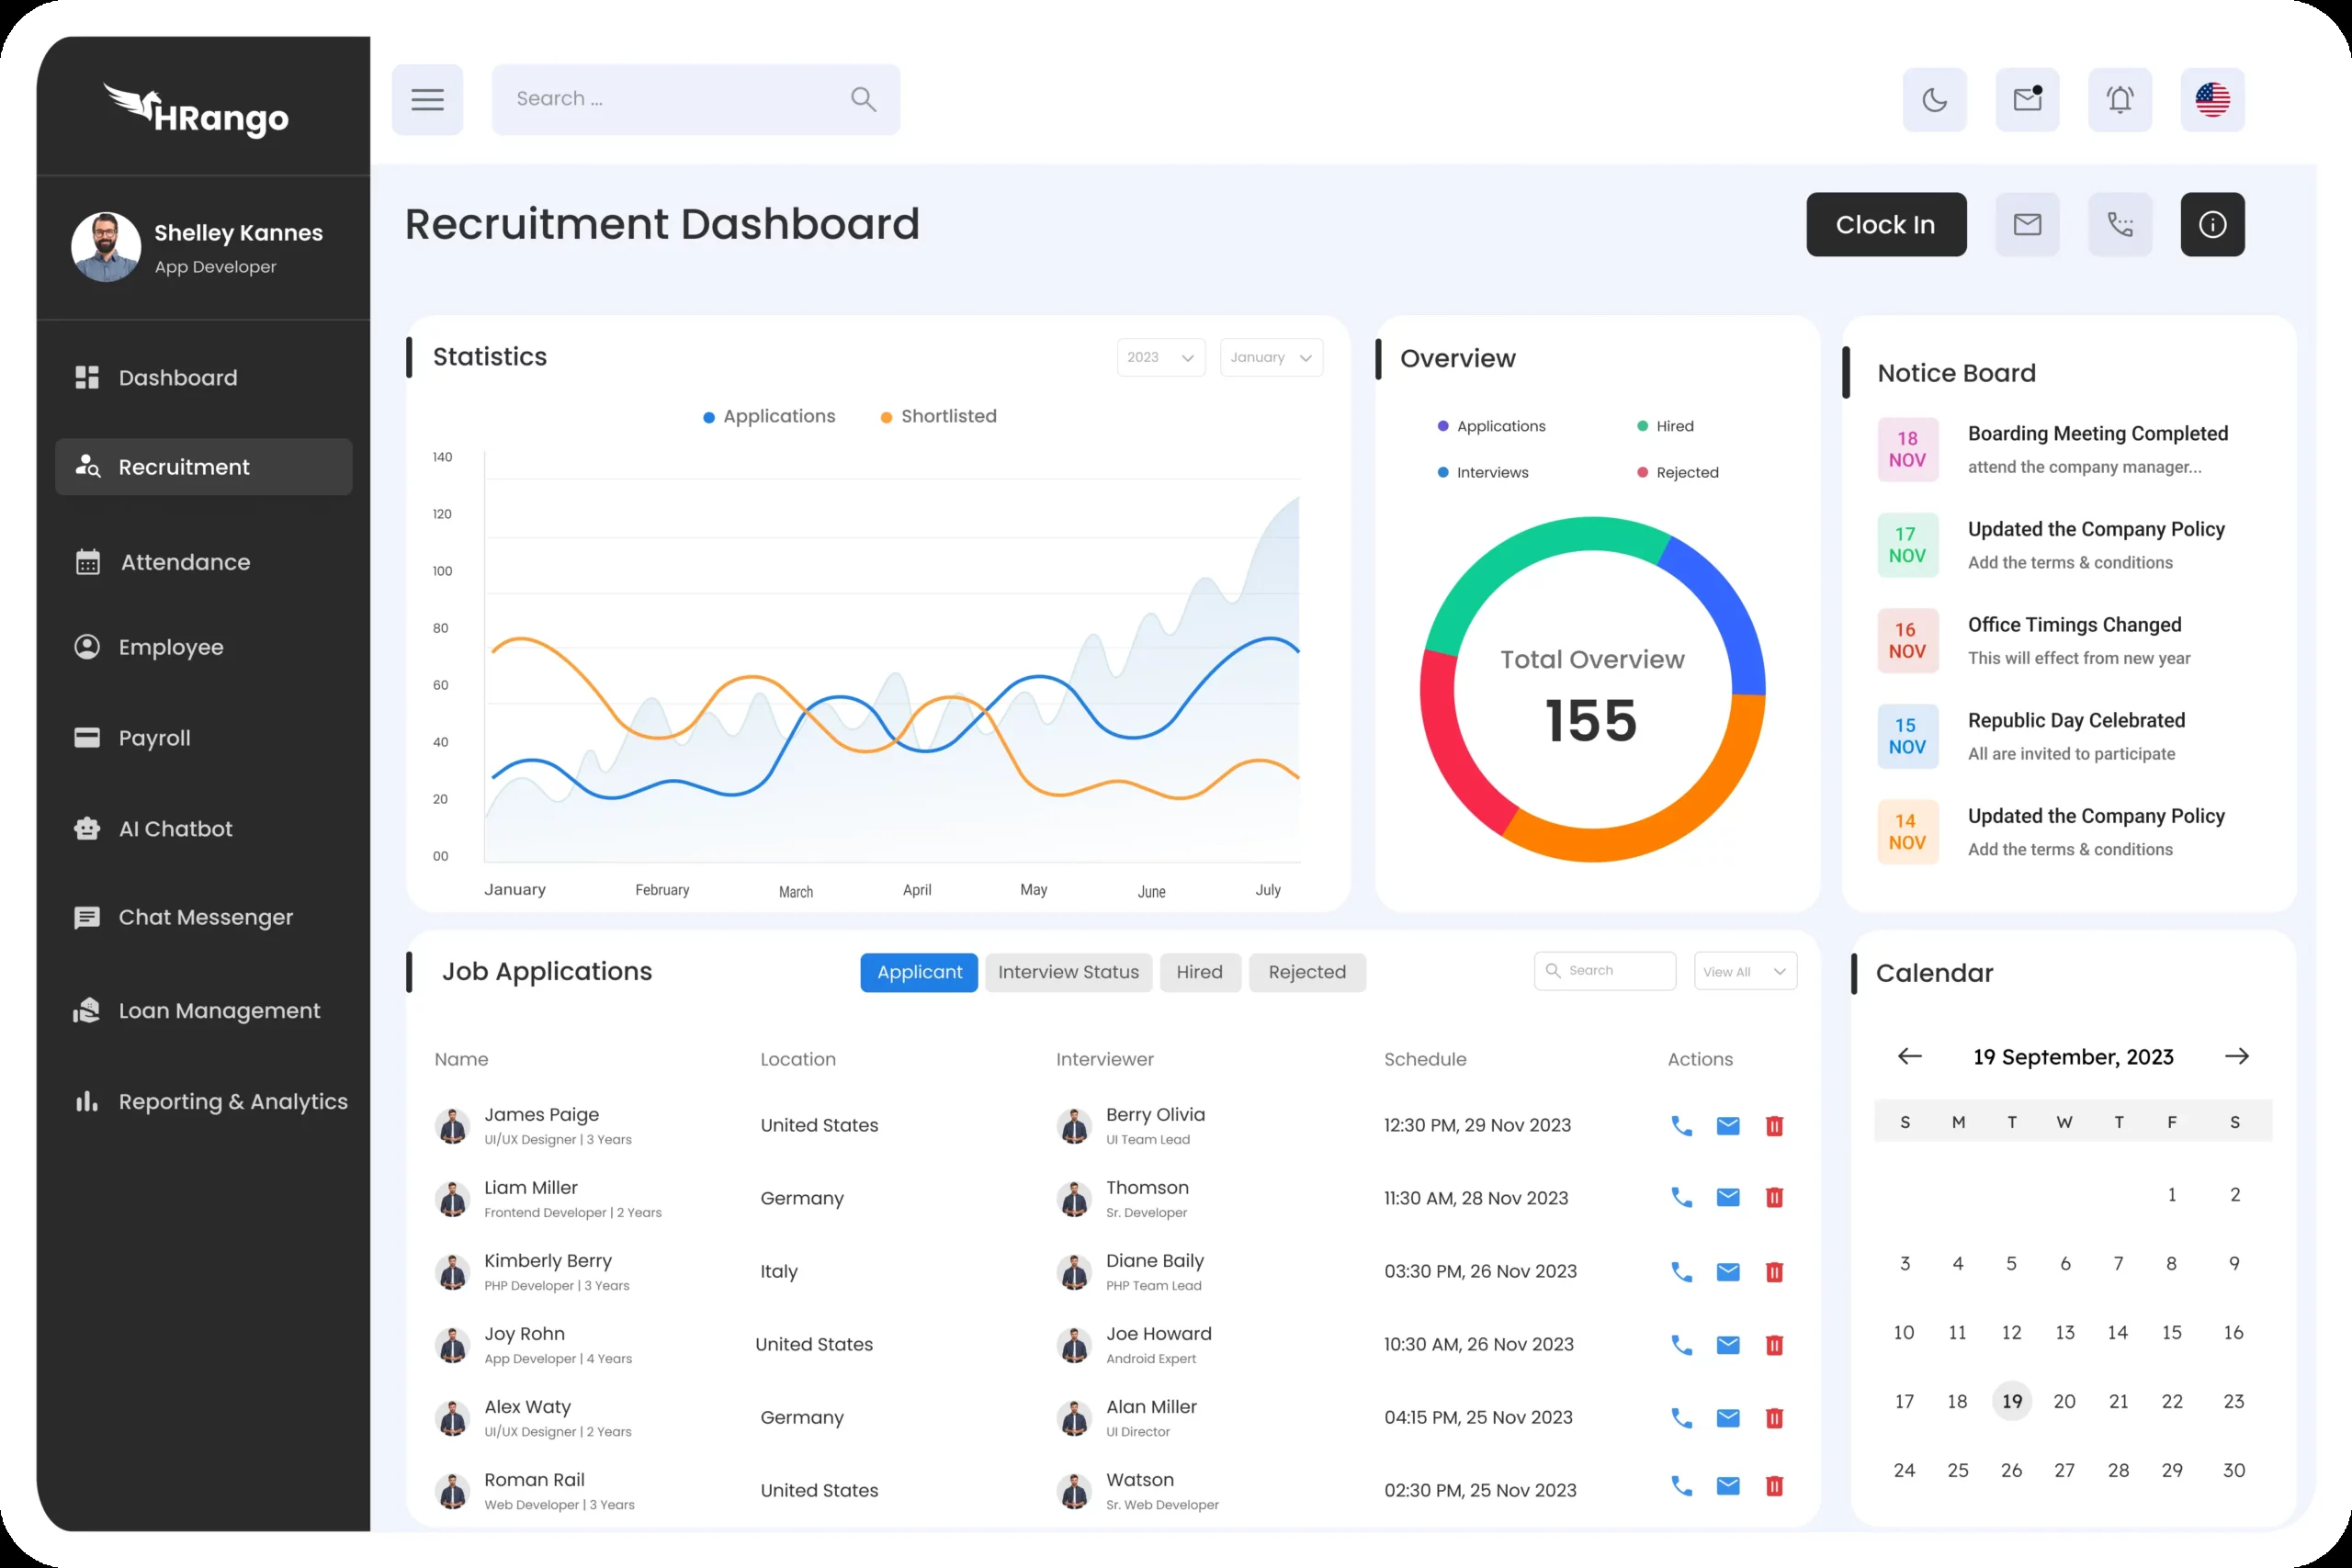 HRango
Search ...
Shelley Kannes
App Developer
Dashboard
Recruitment
Attendance
Employee
Payroll
AI Chatbot
Chat Messenger
Loan Management
Reporting & Analytics
Recruitment Dashboard
Clock In
Statistics
2023
January
Applications
Shortlisted
140
120
100
80
60
40
20
00
January February March April May June July
Overview
Applications
Hired
Interviews
Rejected
Total Overview
155
Notice Board
18
NOV
Boarding Meeting Completed
attend the company manager...
17
NOV
Updated the Company Policy
Add the terms & conditions
16
NOV
Office Timings Changed
This will effect from new year
15
NOV
Republic Day Celebrated
All are invited to participate
14
NOV
Updated the Company Policy
Add the terms & conditions
Job Applications
Applicant
Interview Status
Hired
Rejected
Search
View All
Name Location Interviewer Schedule Actions
James Paige
UI/UX Designer | 3 Years
United States
Berry Olivia
UI Team Lead
12:30 PM, 29 Nov 2023
Liam Miller
Frontend Developer | 2 Years
Germany
Thomson
Sr. Developer
11:30 AM, 28 Nov 2023
Kimberly Berry
PHP Developer | 3 Years
Italy
Diane Baily
PHP Team Lead
03:30 PM, 26 Nov 2023
Joy Rohn
App Developer | 4 Years
United States
Joe Howard
Android Expert
10:30 AM, 26 Nov 2023
Alex Waty
UI/UX Designer | 2 Years
Germany
Alan Miller
UI Director
04:15 PM, 25 Nov 2023
Roman Rail
Web Developer | 3 Years
United States
Watson
Sr. Web Developer
02:30 PM, 25 Nov 2023
Calendar
19 September, 2023
S M T W T F S
1 2
3 4 5 6 7 8 9
10 11 12 13 14 15 16
17 18 19 20 21 22 23
24 25 26 27 28 29 30